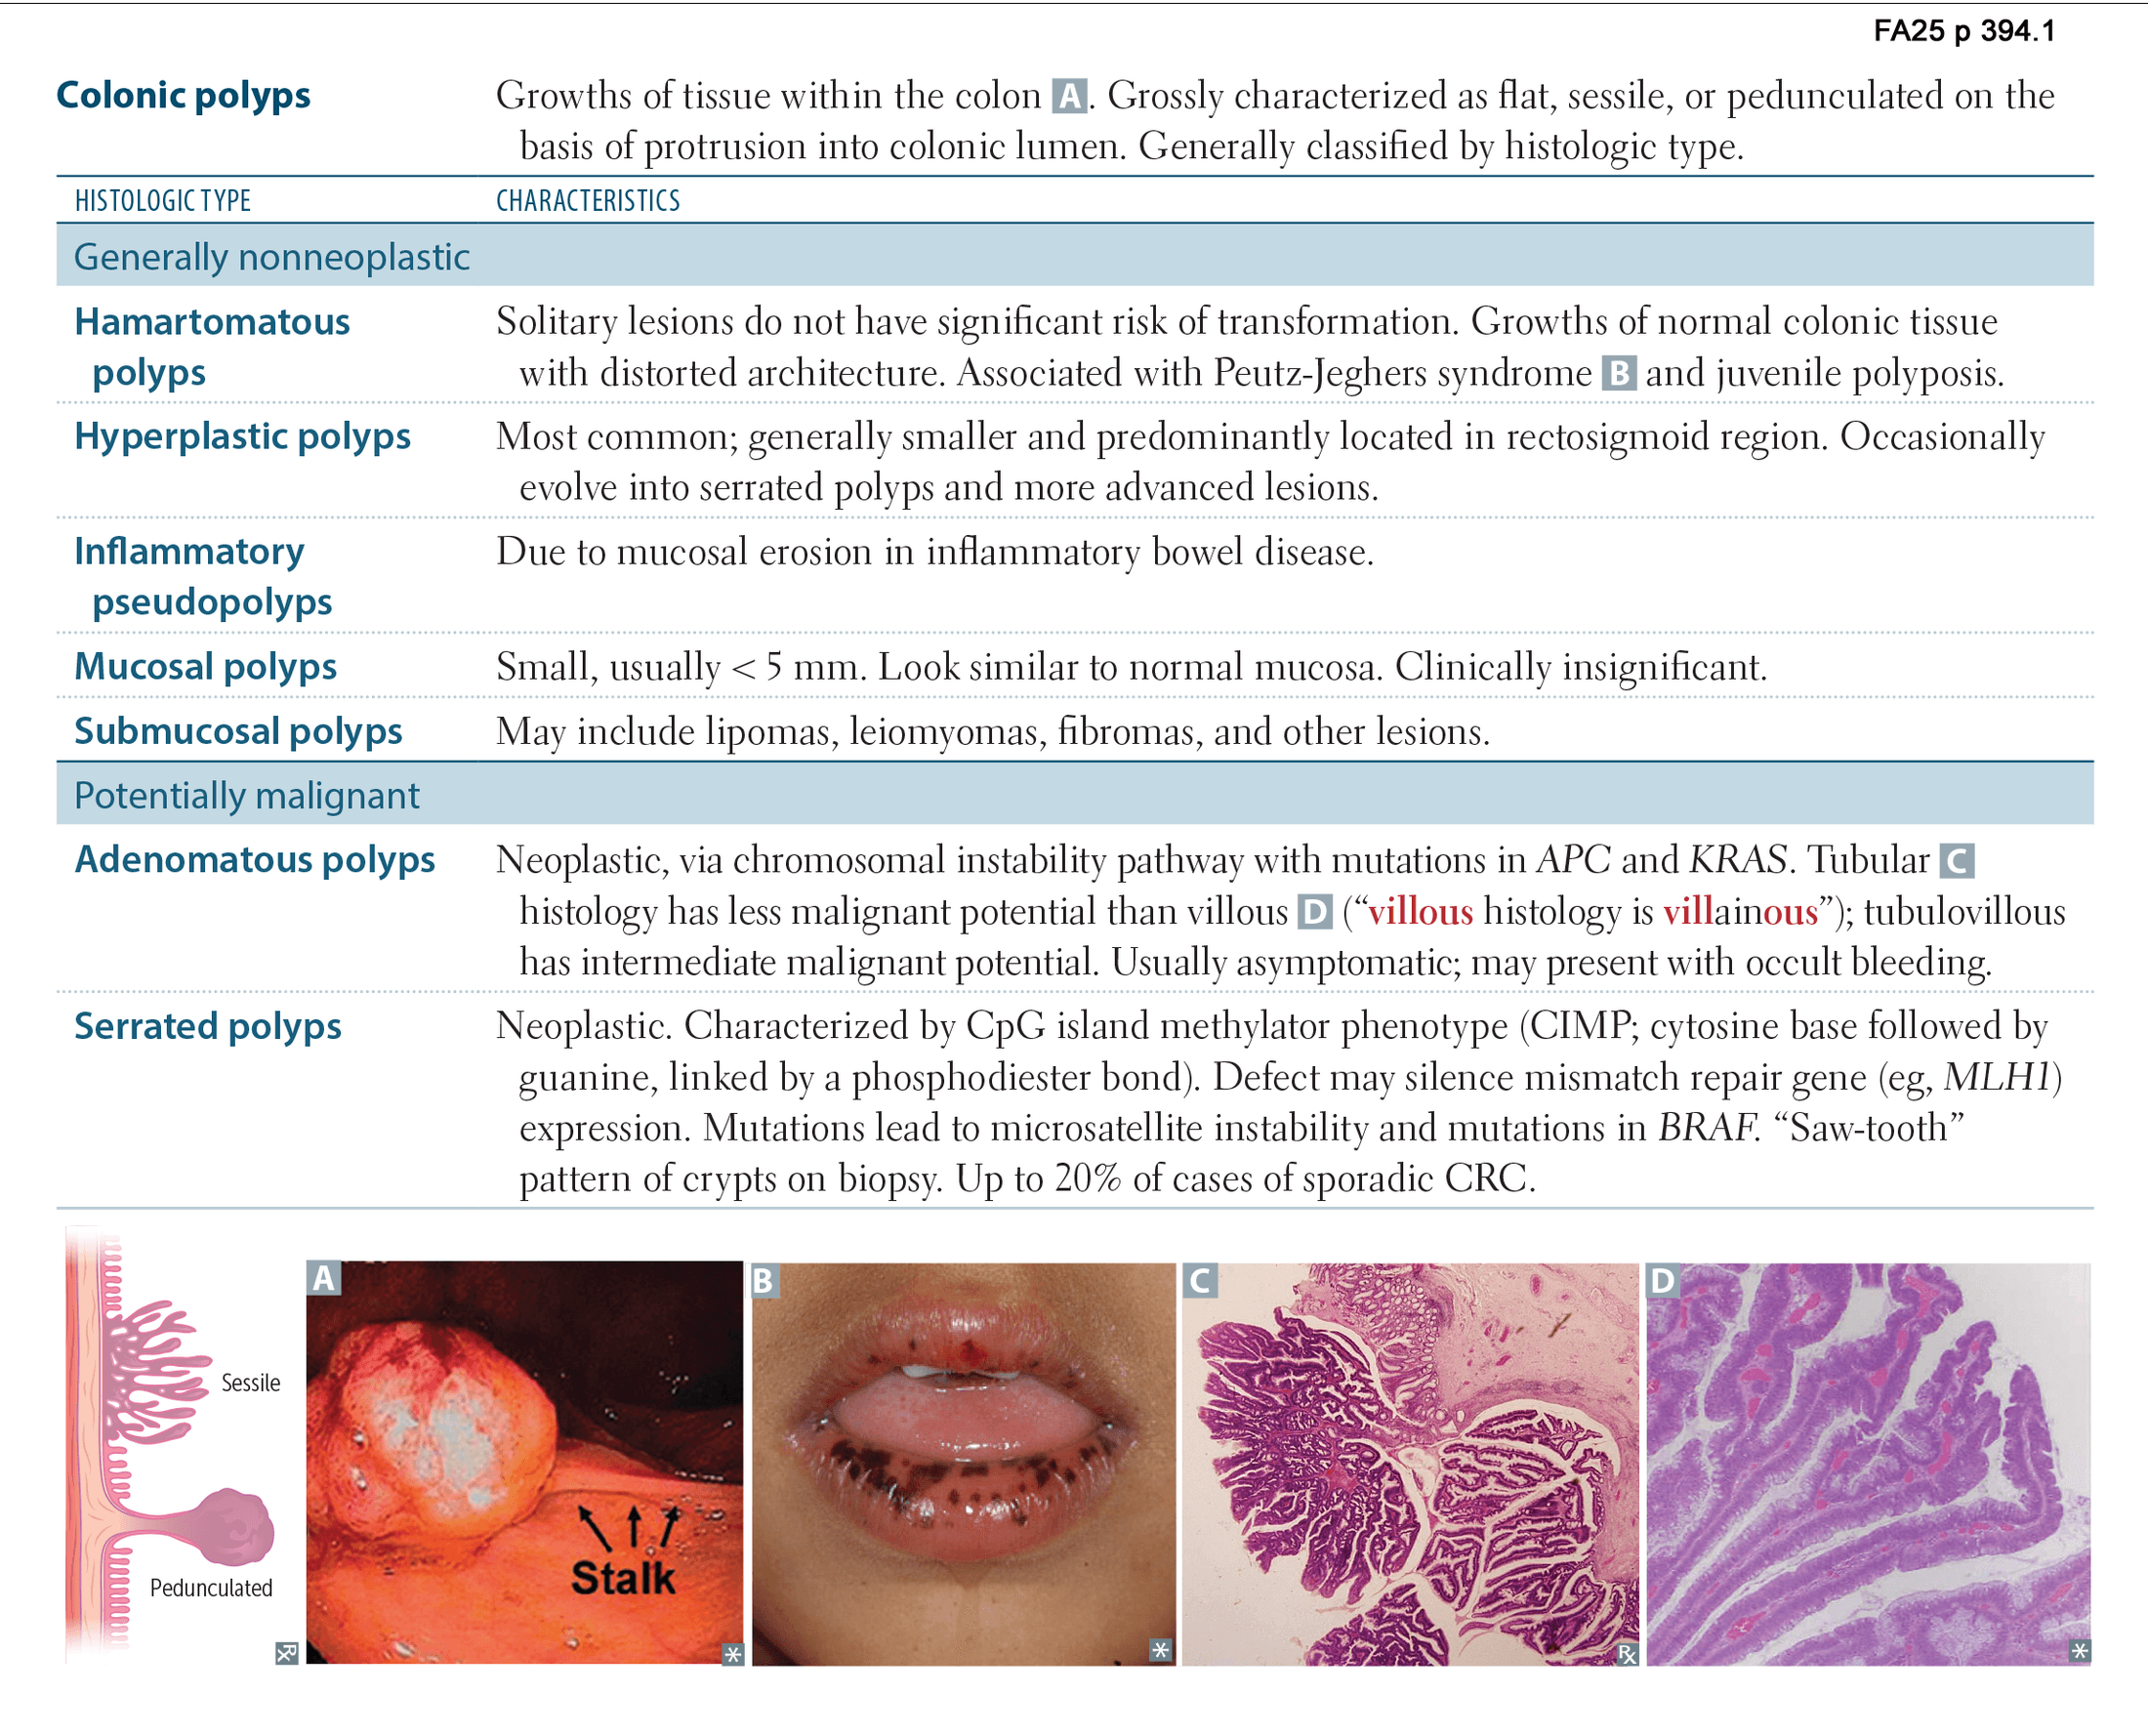 FA25 p 394.1
Colonic polyps
Growths of tissue within the colon A. Grossly characterized as flat, sessile, or pedunculated on the
basis of protrusion into colonic lumen. Generally classified by histologic type.
HISTOLOGIC TYPE
CHARACTERISTICS
Generally nonneoplastic
Hamartomatous
polyps
Solitary lesions do not have significant risk of transformation. Growths of normal colonic tissue
with distorted architecture. Associated with Peutz-Jeghers syndrome B and juvenile polyposis.
Hyperplastic polyps
Most common; generally smaller and predominantly located in rectosigmoid region. Occasionally
evolve into serrated polyps and more advanced lesions.
Inflammatory
pseudopolyps
Due to mucosal erosion in inflammatory bowel disease.
Mucosal polyps
Small, usually < 5 mm. Look similar to normal mucosa. Clinically insignificant.
Submucosal polyps
May include lipomas, leiomyomas, fibromas, and other lesions.
Potentially malignant
Adenomatous polyps
Neoplastic, via chromosomal instability pathway with mutations in APC and KRAS. Tubular C
histology has less malignant potential than villous D (“villous histology is villainous”); tubulovillous
has intermediate malignant potential. Usually asymptomatic; may present with occult bleeding.
Serrated polyps
Neoplastic. Characterized by CpG island methylator phenotype (CIMP; cytosine base followed by
guanine, linked by a phosphodiester bond). Defect may silence mismatch repair gene (eg, MLH1)
expression. Mutations lead to microsatellite instability and mutations in BRAF. “Saw-tooth”
pattern of crypts on biopsy. Up to 20% of cases of sporadic CRC.
Sessile
Pedunculated
Rx
A
Stalk
*
B
*
C
Rx
D
*